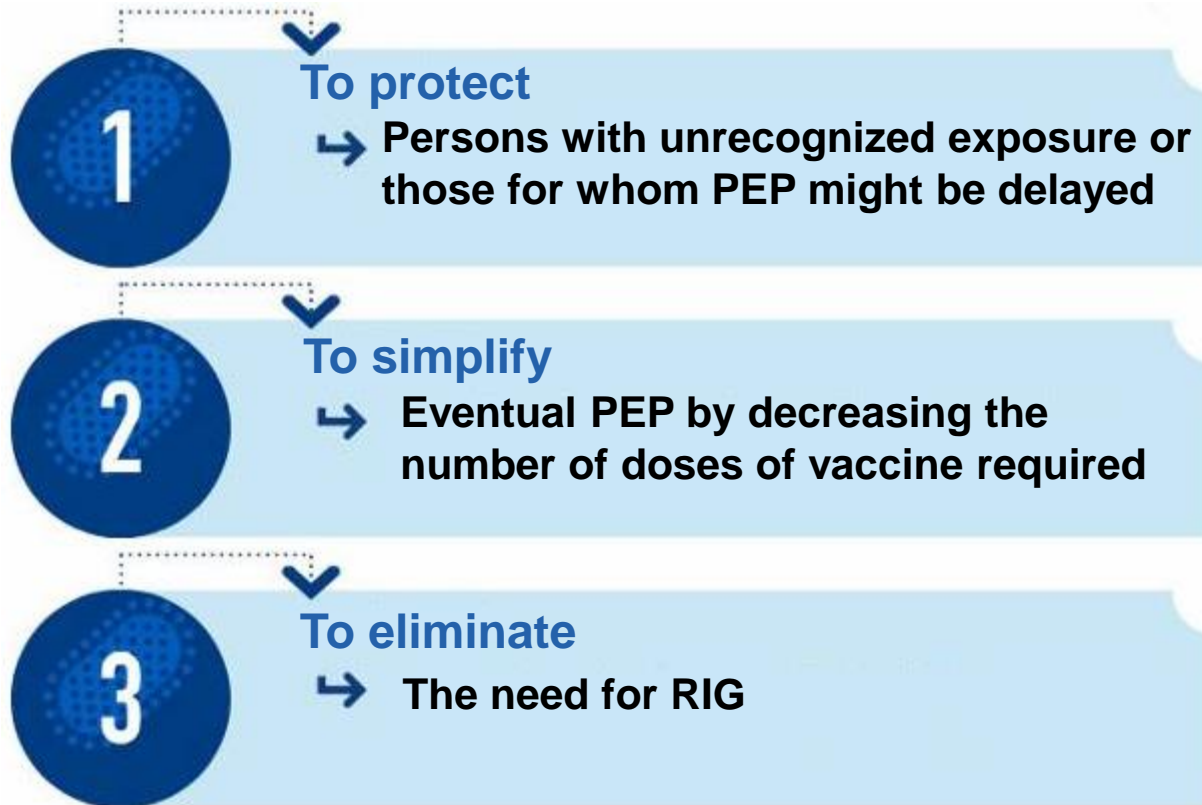 1
To protect
Persons with unrecognized exposure or
those for whom PEP might be delayed
2
To simplify
Eventual PEP by decreasing the
number of doses of vaccine required
3
To eliminate
The need for RIG